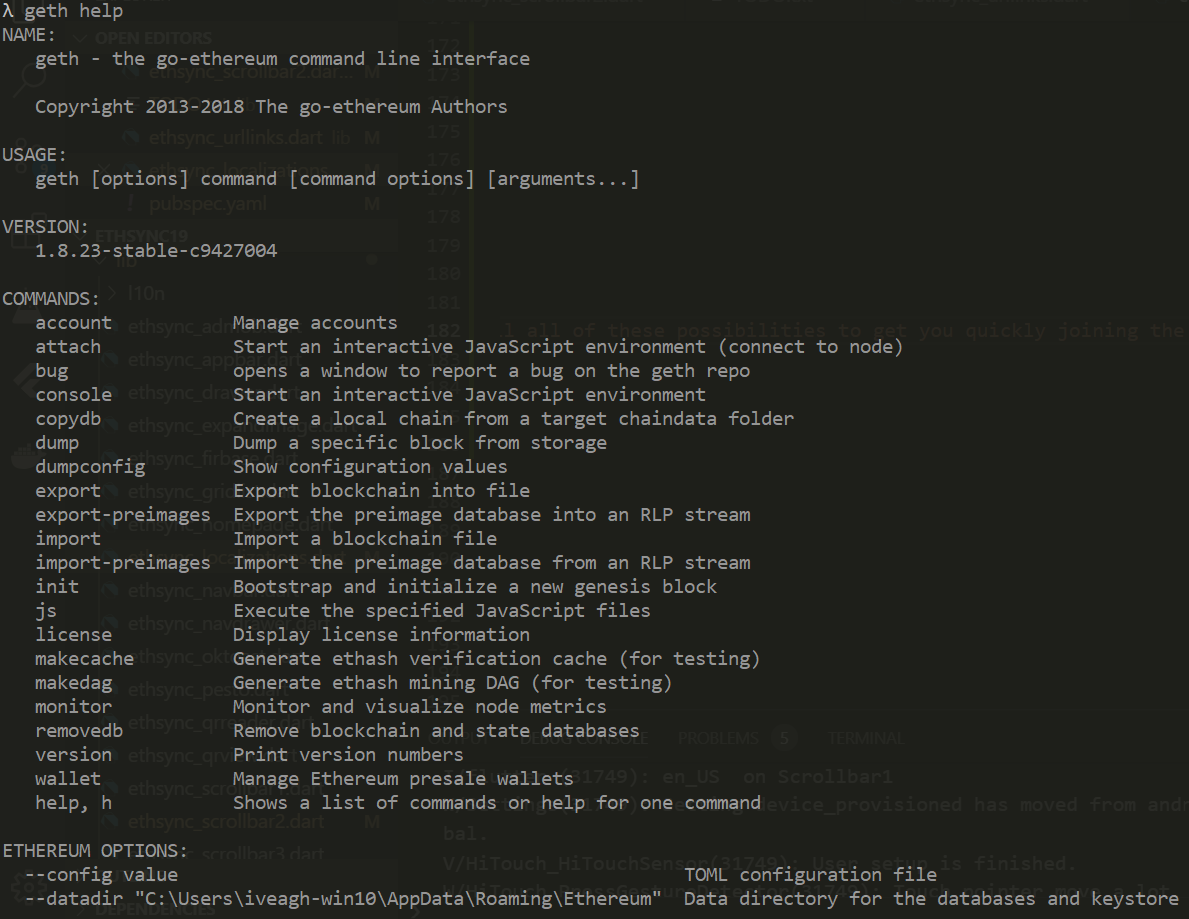 λ geth help
NAME:
geth - the go-ethereum command line interface
Copyright 2013-2018 The go-ethereum Authors
USAGE:
geth [options] command [command options] [arguments...]
VERSION:
1.8.23-stable-c9427004
COMMANDS:
account Manage accounts
attach Start an interactive JavaScript environment (connect to node)
bug opens a window to report a bug on the geth repo
console Start an interactive JavaScript environment
copydb Create a local chain from a target chaindata folder
dump Dump a specific block from storage
dumpconfig Show configuration values
export Export blockchain into file
export-preimages Export the preimage database into an RLP stream
import Import a blockchain file
import-preimages Import the preimage database from an RLP stream
init Bootstrap and initialize a new genesis block
js Execute the specified JavaScript files
license Display license information
makecache Generate ethash verification cache (for testing)
makedag Generate ethash mining DAG (for testing)
monitor Monitor and visualize node metrics
removedb Remove blockchain and state databases
version Print version numbers
wallet Manage Ethereum presale wallets
help, h Shows a list of commands or help for one command
ETHEREUM OPTIONS:
--config value TOML configuration file
--datadir "C:\Users\iveagh-win10\AppData\Roaming\Ethereum" Data directory for the databases and keystore